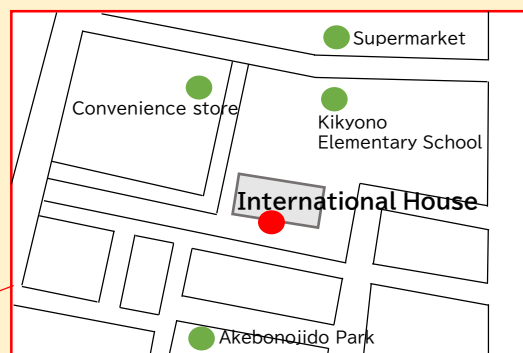 Supermarket
Convenience store
Kikyono
Elementary School
International House
Akebonojido Park